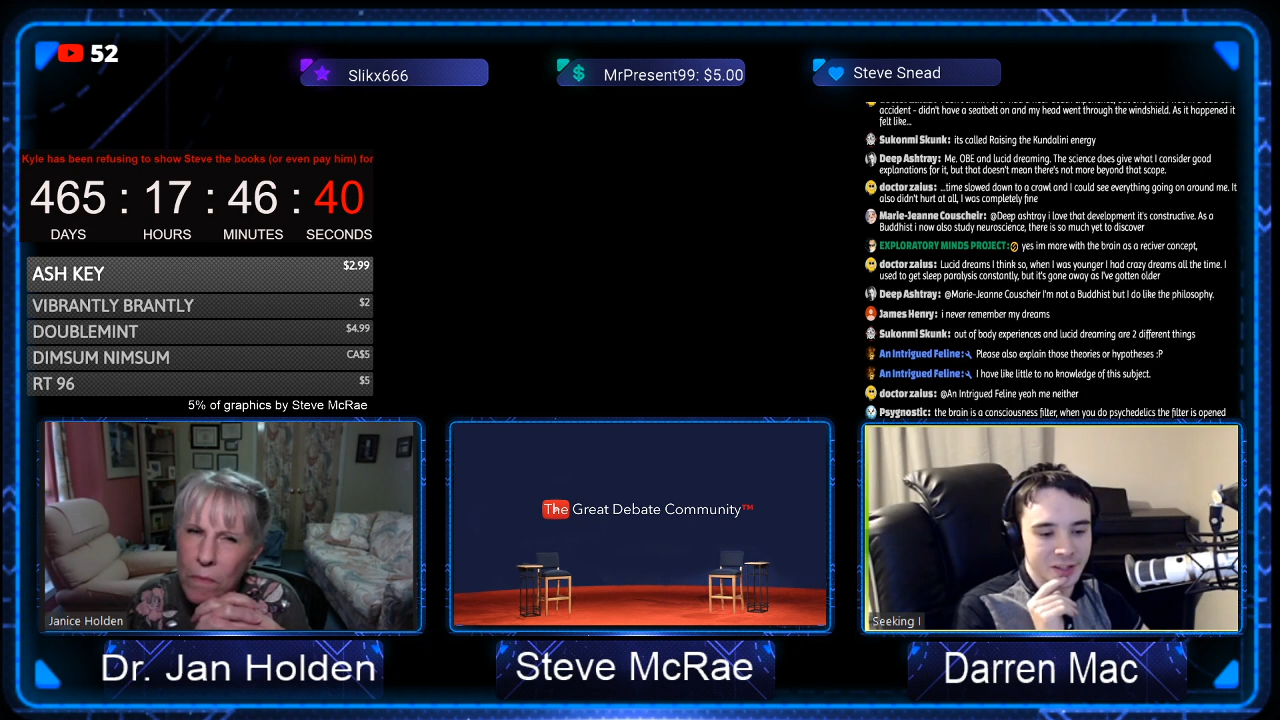 52
Slikx666
MrPresent99: $5.00
Steve Snead
Kyle has been refusing to show Steve the books (or even pay him) for
465 : 17 : 46 : 40
DAYS HOURS MINUTES SECONDS
ASH KEY $2.99
VIBRANTLY BRANTLY $2
DOUBLEMINT $4.99
DIMSUM NIMSUM CA$5
RT 96 $5
5% of graphics by Steve McRae
accident - didn't have a seatbelt on and my head went through the windshield. As it happened it
felt like...
Sukonmi Skunk: its called Raising the Kundalini energy
Deep Ashtray: Me. OBE and lucid dreaming. The science does give what I consider good
explanations for it, but that doesn't mean there's not more beyond that scope.
doctor zaius: ...time slowed down to a crawl and I could see everything going on around me. It
also didn't hurt at all, I was completely fine
Marie-Jeanne Couscheir: @Deep ashtray i love that development it's constructive. As a
Buddhist i now also study neuroscience, there is so much yet to discover
EXPLORATORY MINDS PROJECT: yes im more with the brain as a reciver concept,
doctor zaius: Lucid dreams I think so, when I was younger I had crazy dreams all the time. I
used to get sleep paralysis constantly, but it's gone away as I've gotten older
Deep Ashtray: @Marie-Jeanne Couscheir I'm not a Buddhist but I do like the philosophy.
James Henry: i never remember my dreams
Sukonmi Skunk: out of body experiences and lucid dreaming are 2 different things
An Intrigued Feline: Please also explain those theories or hypotheses :P
An Intrigued Feline: I have like little to no knowledge of this subject.
doctor zaius: @An Intrigued Feline yeah me neither
Psygnostic: the brain is a consciousness filter, when you do psychedelics the filter is opened
Janice Holden
The Great Debate Community™
Seeking I
Dr. Jan Holden
Steve McRae
Darren Mac